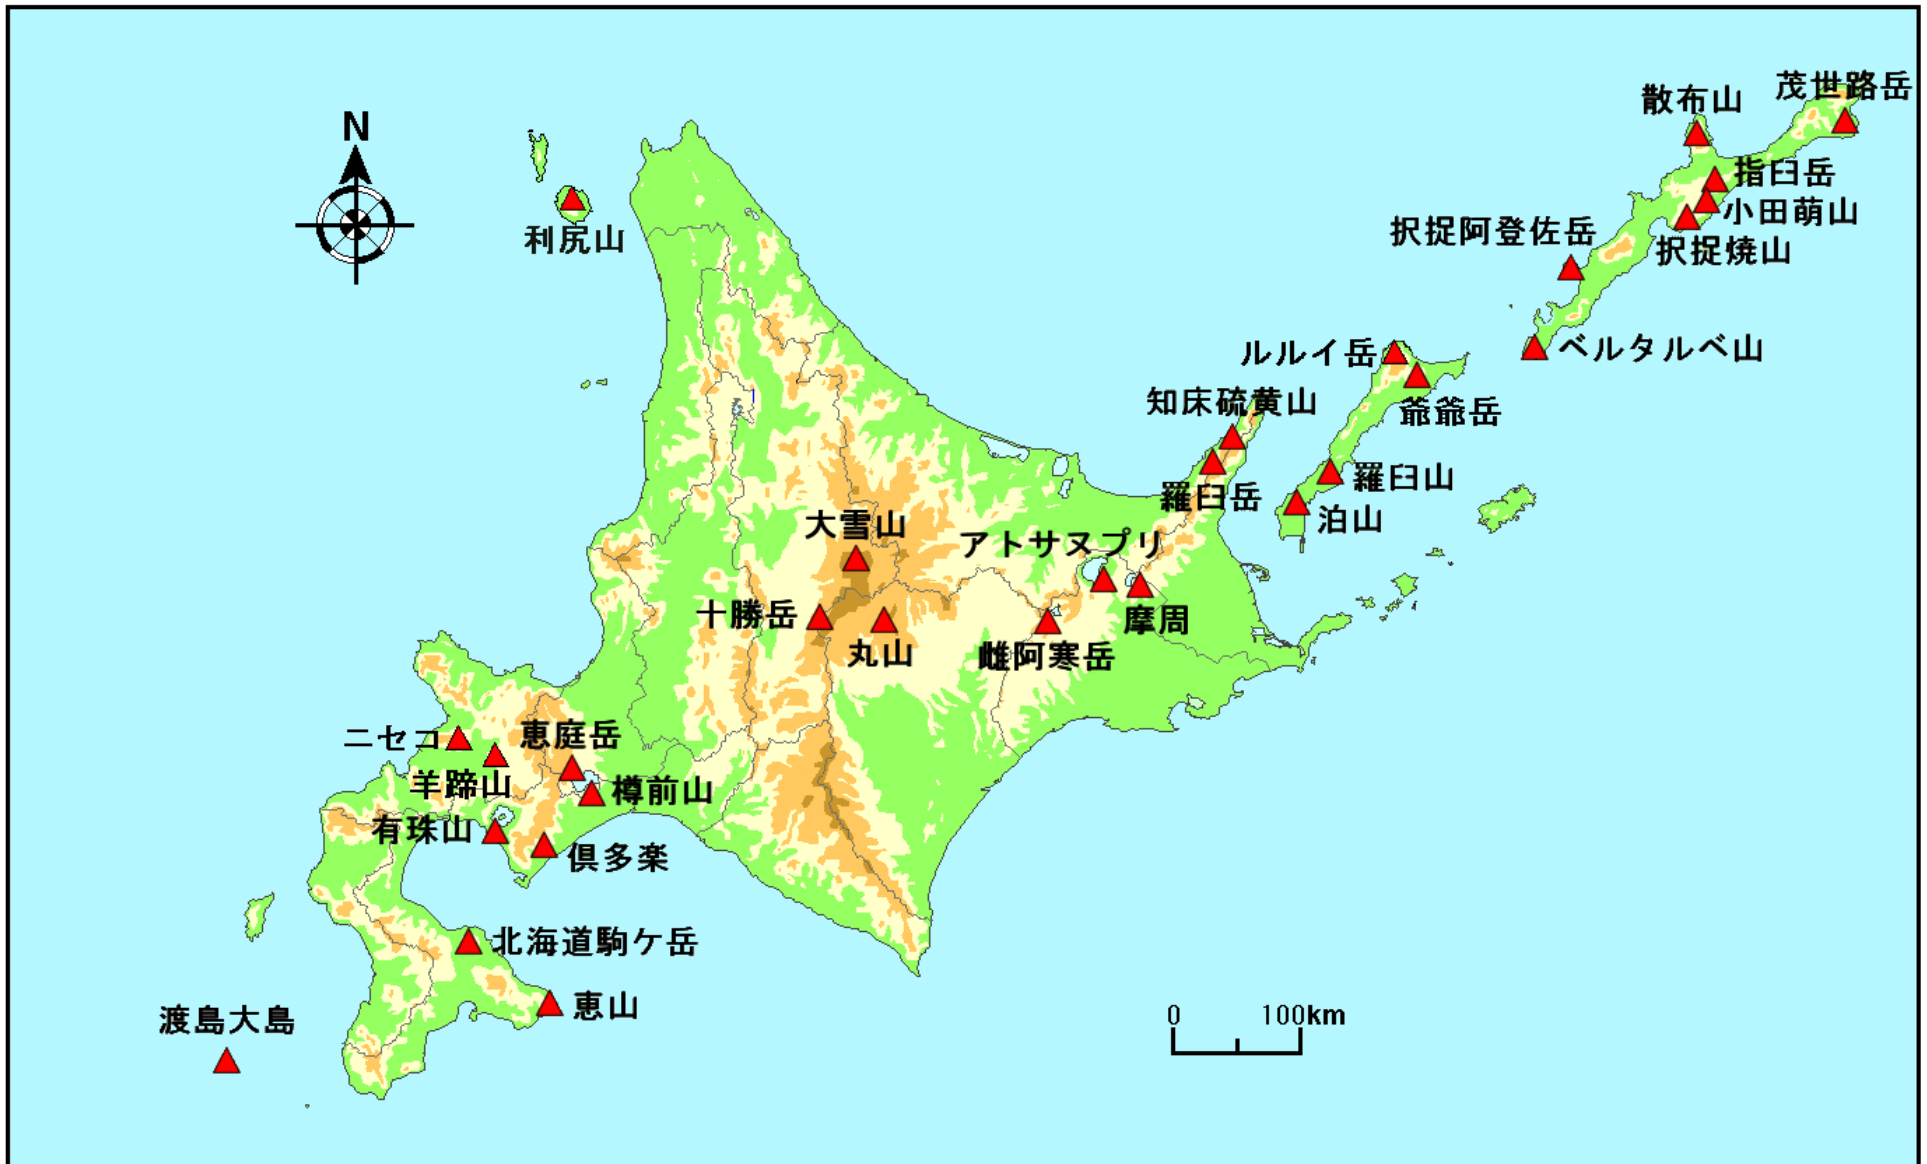 茂世路岳
散布山
N
指臼岳
小田萌山
択捉阿登佐岳
利尻山
択捉焼山
ベルタルベ山
ルルイ岳
知床硫黄山
爺爺岳
羅臼山
羅臼岳
泊山
大雪山
アトサヌプリ
十勝岳
摩周
丸山
雌阿寒岳
恵庭岳
ニセコ
羊蹄山
樽前山
有珠山
倶多楽
北海道駒ケ岳
恵山
渡島大島
0 100km